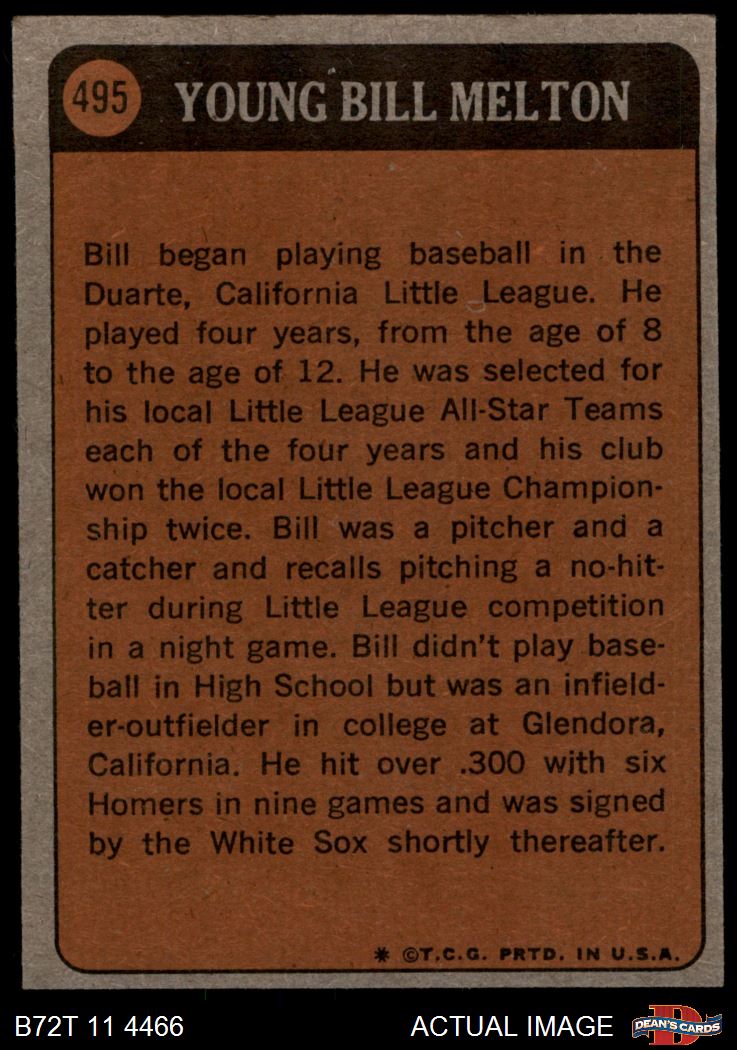 495 YOUNG BILL MELTON
Bill began playing baseball in the
Duarte, California Little League. He
played four years, from the age of 8
to the age of 12. He was selected for
his local Little League All-Star Teams
each of the four years and his club
won the local Little League Champion-
ship twice. Bill was a pitcher and a
catcher and recalls pitching a no-hit-
ter during Little League competition
in a night game. Bill didn't play base-
ball in High School but was an infield-
er-outfielder in college at Glendora,
California. He hit over .300 with six
Homers in nine games and was signed
by the White Sox shortly thereafter.
* ©T.C.G. PRTD. IN U.S.A.
B72T 11 4466 ACTUAL IMAGE D DEAN'S CARDS